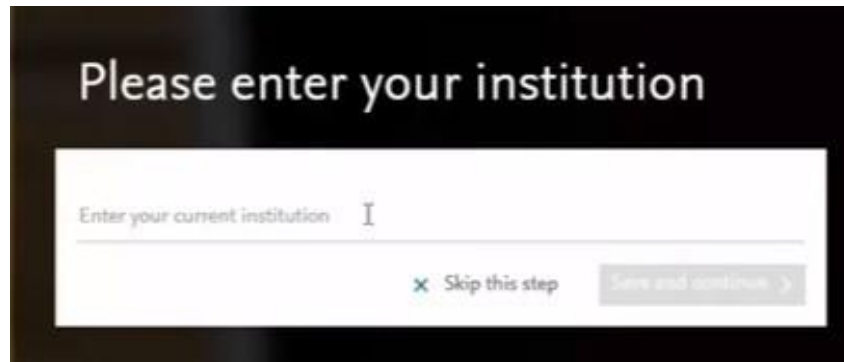 Please enter your institution
Enter your current institution
× Skip this step
Save and continue >